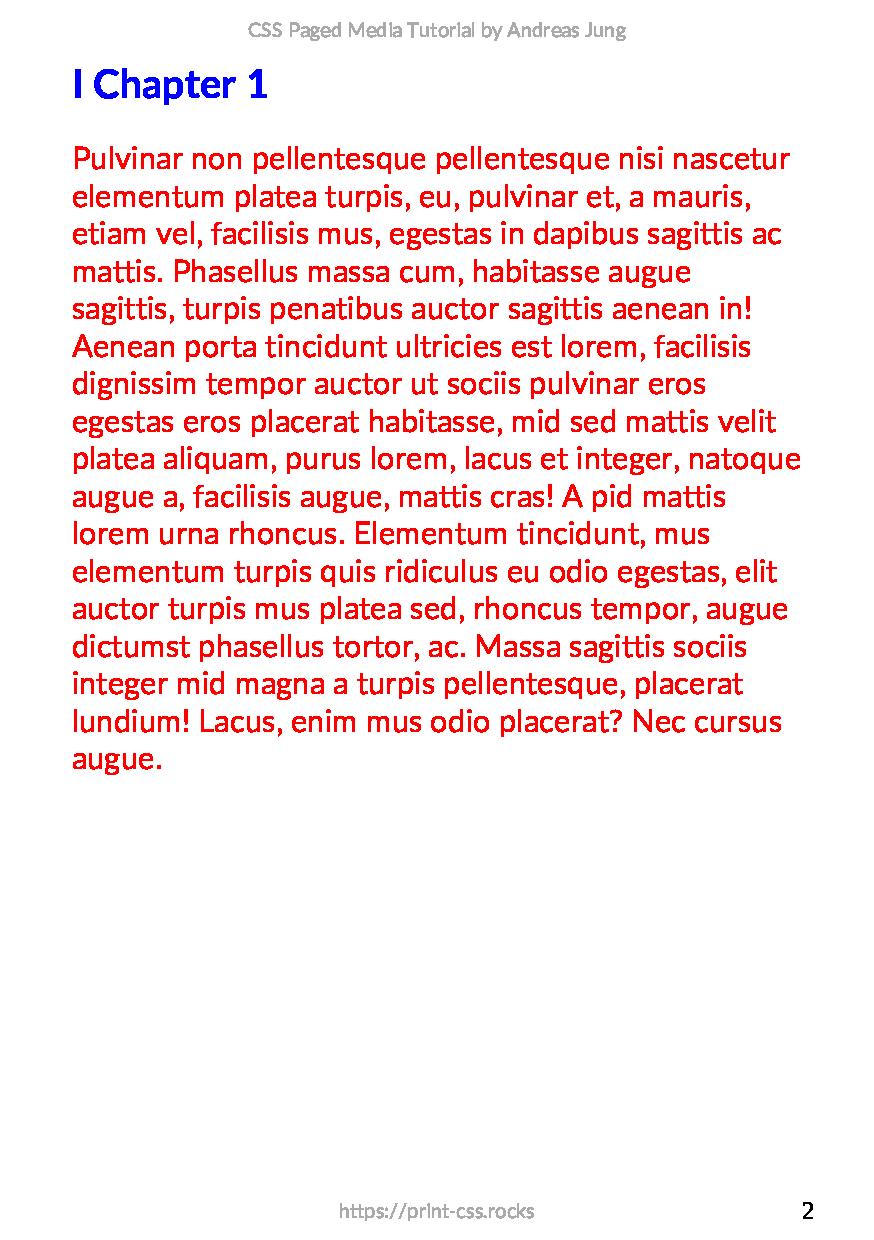 CSS Paged Media Tutorial by Andreas Jung
I Chapter 1
Pulvinar non pellentesque pellentesque nisi nascetur
elementum platea turpis, eu, pulvinar et, a mauris,
etiam vel, facilisis mus, egestas in dapibus sagittis ac
mattis. Phasellus massa cum, habitasse augue
sagittis, turpis penatibus auctor sagittis aenean in!
Aenean porta tincidunt ultricies est lorem, facilisis
dignissim tempor auctor ut sociis pulvinar eros
egestas eros placerat habitasse, mid sed mattis velit
platea aliquam, purus lorem, lacus et integer, natoque
augue a, facilisis augue, mattis cras! A pid mattis
lorem urna rhoncus. Elementum tincidunt, mus
elementum turpis quis ridiculus eu odio egestas, elit
auctor turpis mus platea sed, rhoncus tempor, augue
dictumst phasellus tortor, ac. Massa sagittis sociis
integer mid magna a turpis pellentesque, placerat
lundium! Lacus, enim mus odio placerat? Nec cursus
augue.
https://print-css.rocks
2